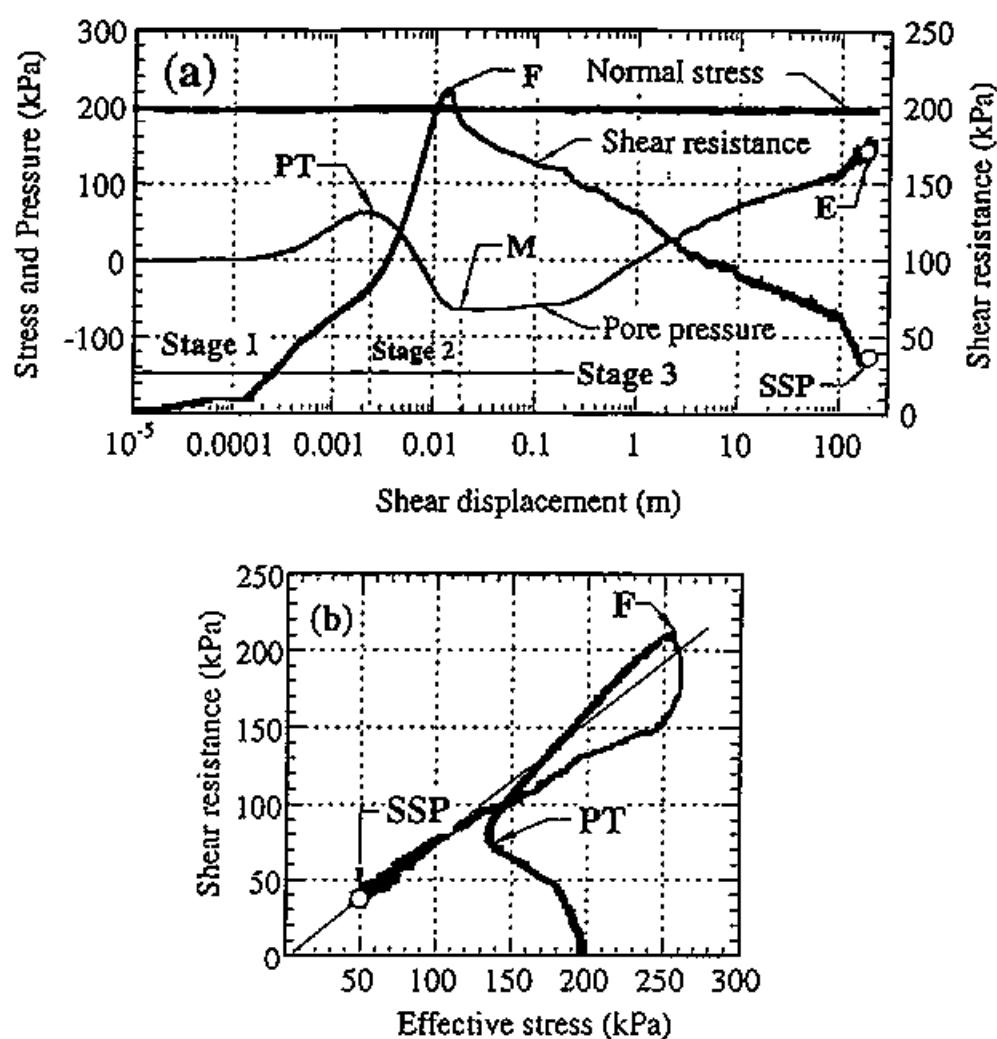 300
200
100
0
-100
Stress and Pressure (kPa)
(a)
F
Normal stress
Shear resistance
PT
M
E
Pore pressure
Stage 1
Stage 2
Stage 3
SSP
250
200
150
100
50
0
Shear resistance (kPa)
10-5 0.0001 0.001 0.01 0.1 1 10 100
Shear displacement (m)
250
200
150
100
50
0
Shear resistance (kPa)
(b)
F
SSP
PT
50 100 150 200 250 300
Effective stress (kPa)